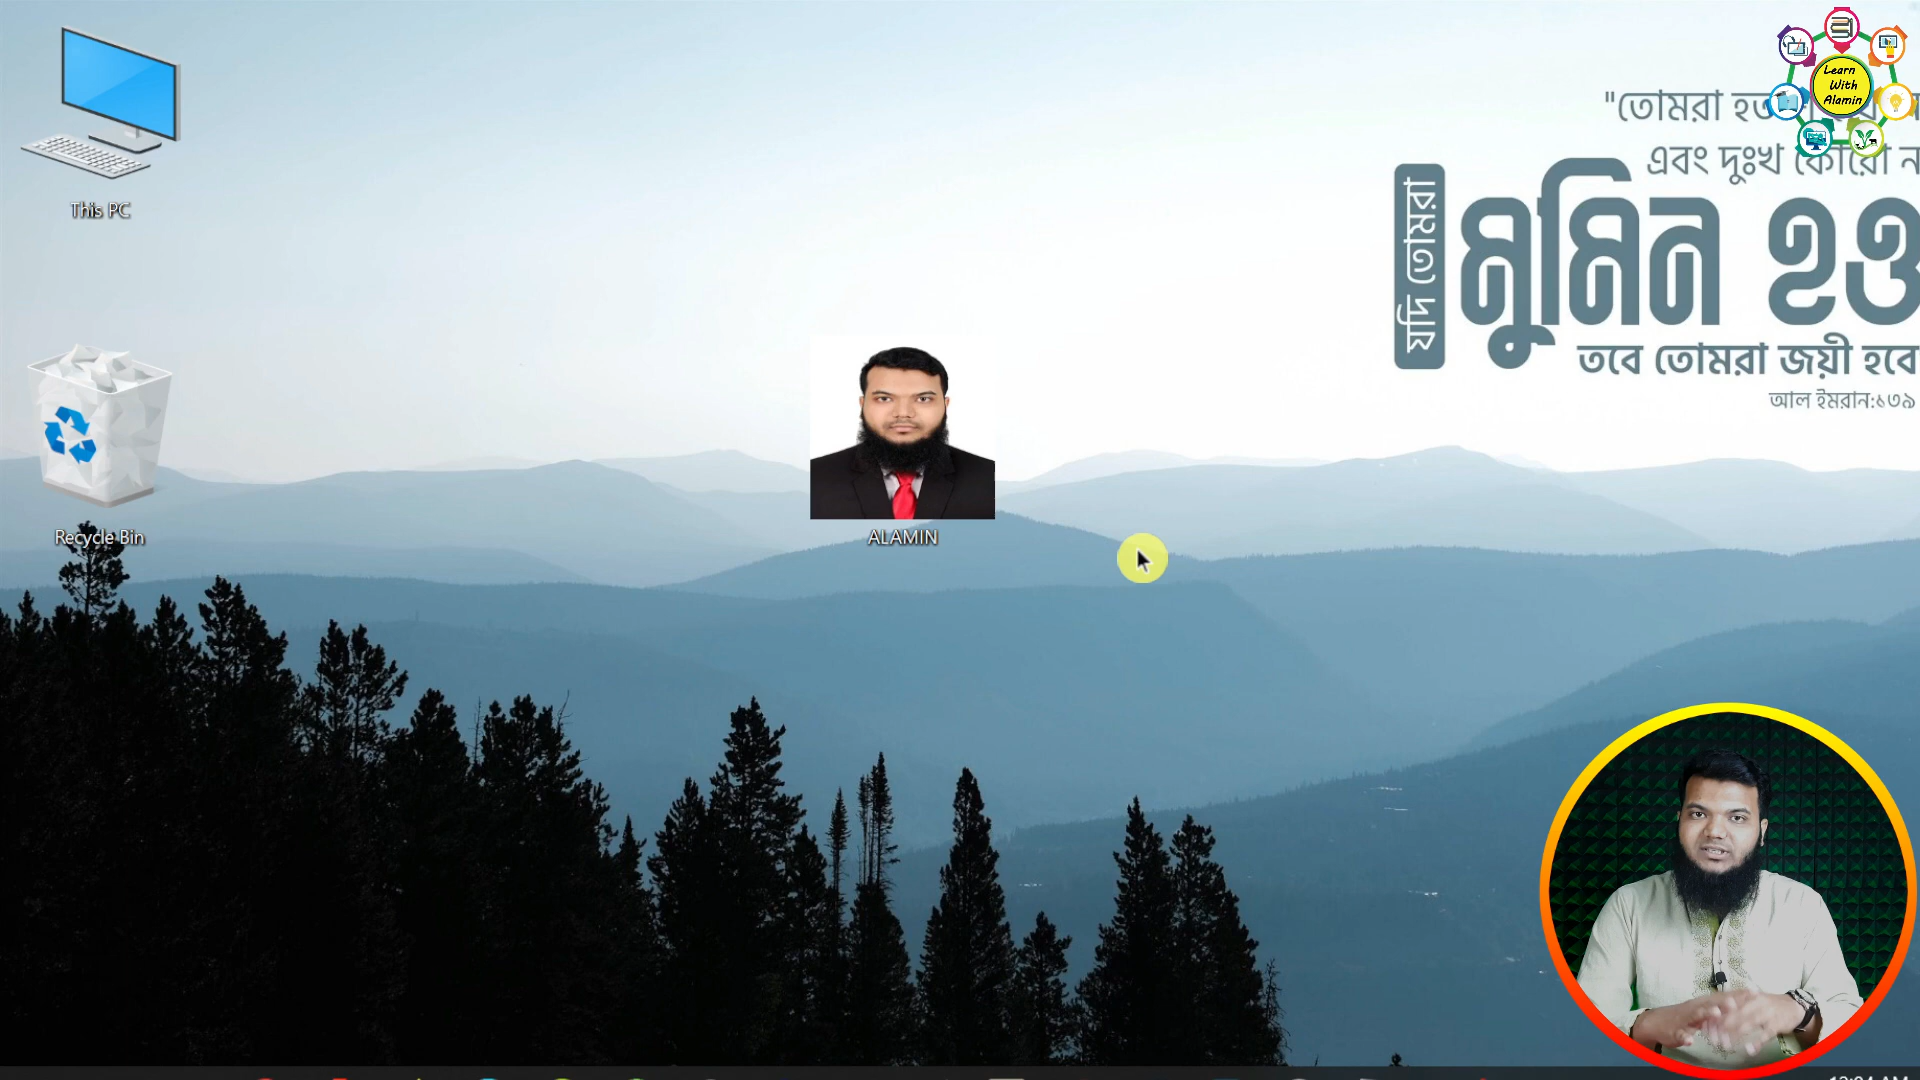 This PC
Recycle Bin
ALAMIN
Learn
With
Alamin
"তোমরা
এবং দুঃখ কোরো ন
যদি তোমরা
মুমিন হও
তবে তোমরা জয়ী হবে
আল ইমরান:১৩৯